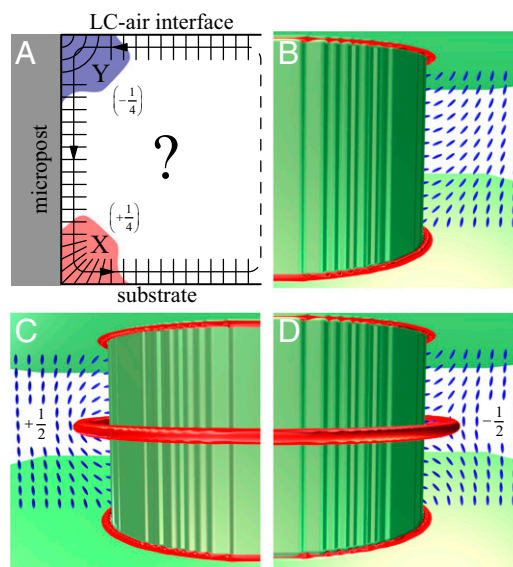 A
LC-air interface
Y
(-1/4)
?
micropost
(+1/4)
X
substrate
B
C
+1/2
D
-1/2